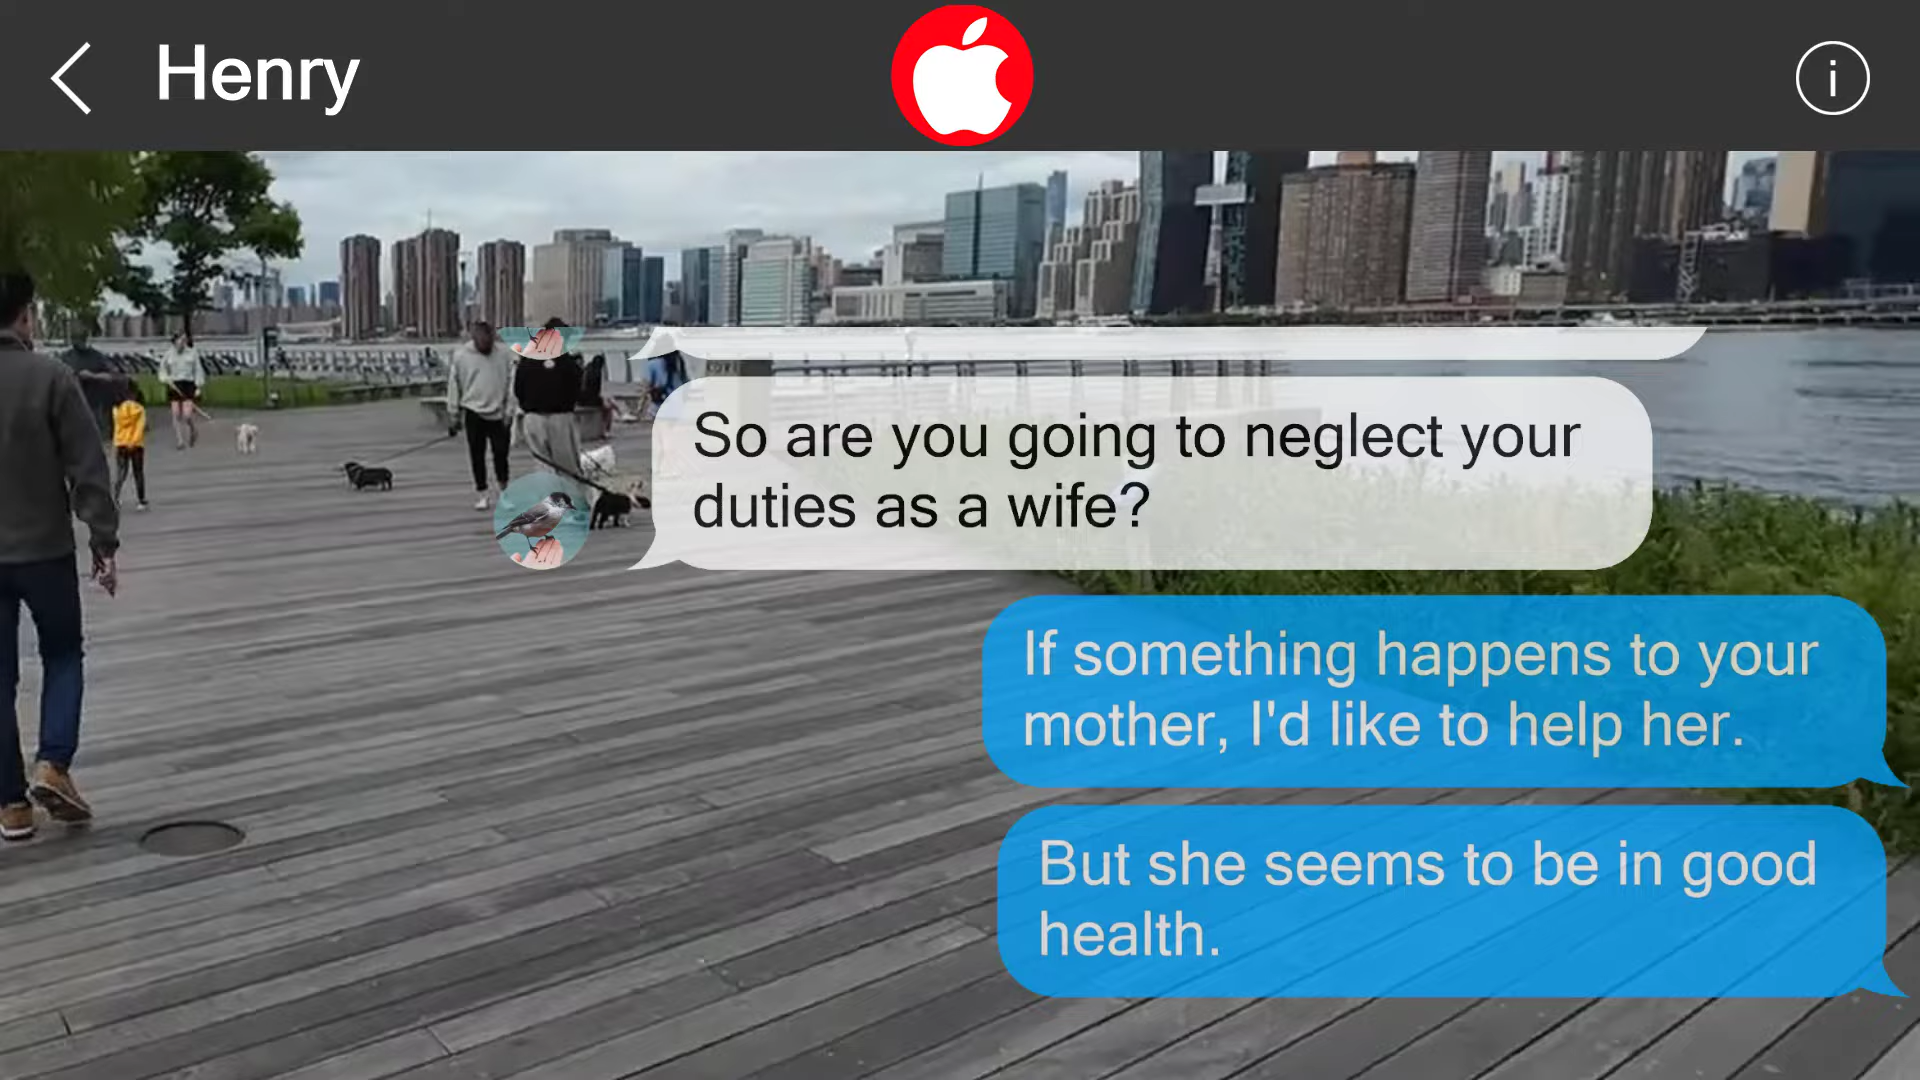 Henry
So are you going to neglect your
duties as a wife?
If something happens to your
mother, I'd like to help her.
But she seems to be in good
health.